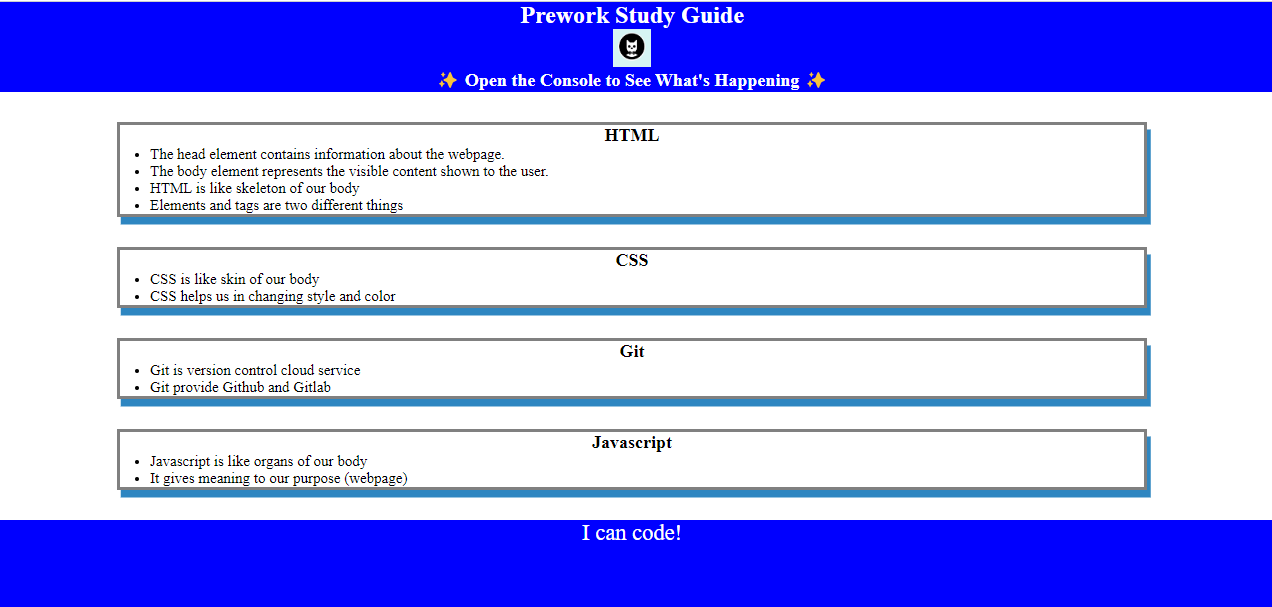 Prework Study Guide
✨ Open the Console to See What's Happening ✨
HTML
• The head element contains information about the webpage.
• The body element represents the visible content shown to the user.
• HTML is like skeleton of our body
• Elements and tags are two different things
CSS
• CSS is like skin of our body
• CSS helps us in changing style and color
Git
• Git is version control cloud service
• Git provide Github and Gitlab
Javascript
• Javascript is like organs of our body
• It gives meaning to our purpose (webpage)
I can code!